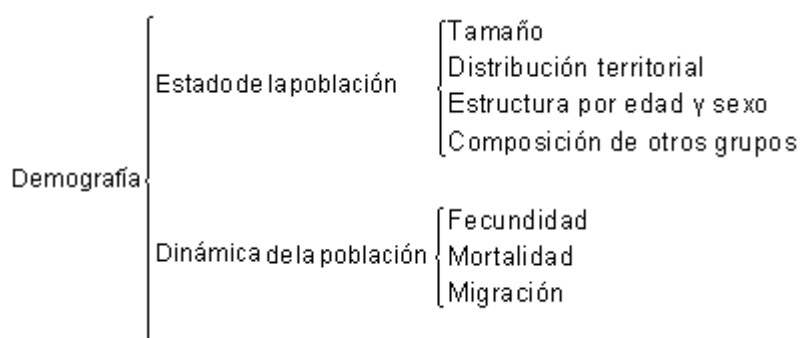 Tamaño
Distribución territorial
Estado de la población
Estructura por edad y sexo
Composición de otros grupos
Demografía
Fecundidad
Dinámica de la población
Mortalidad
Migración